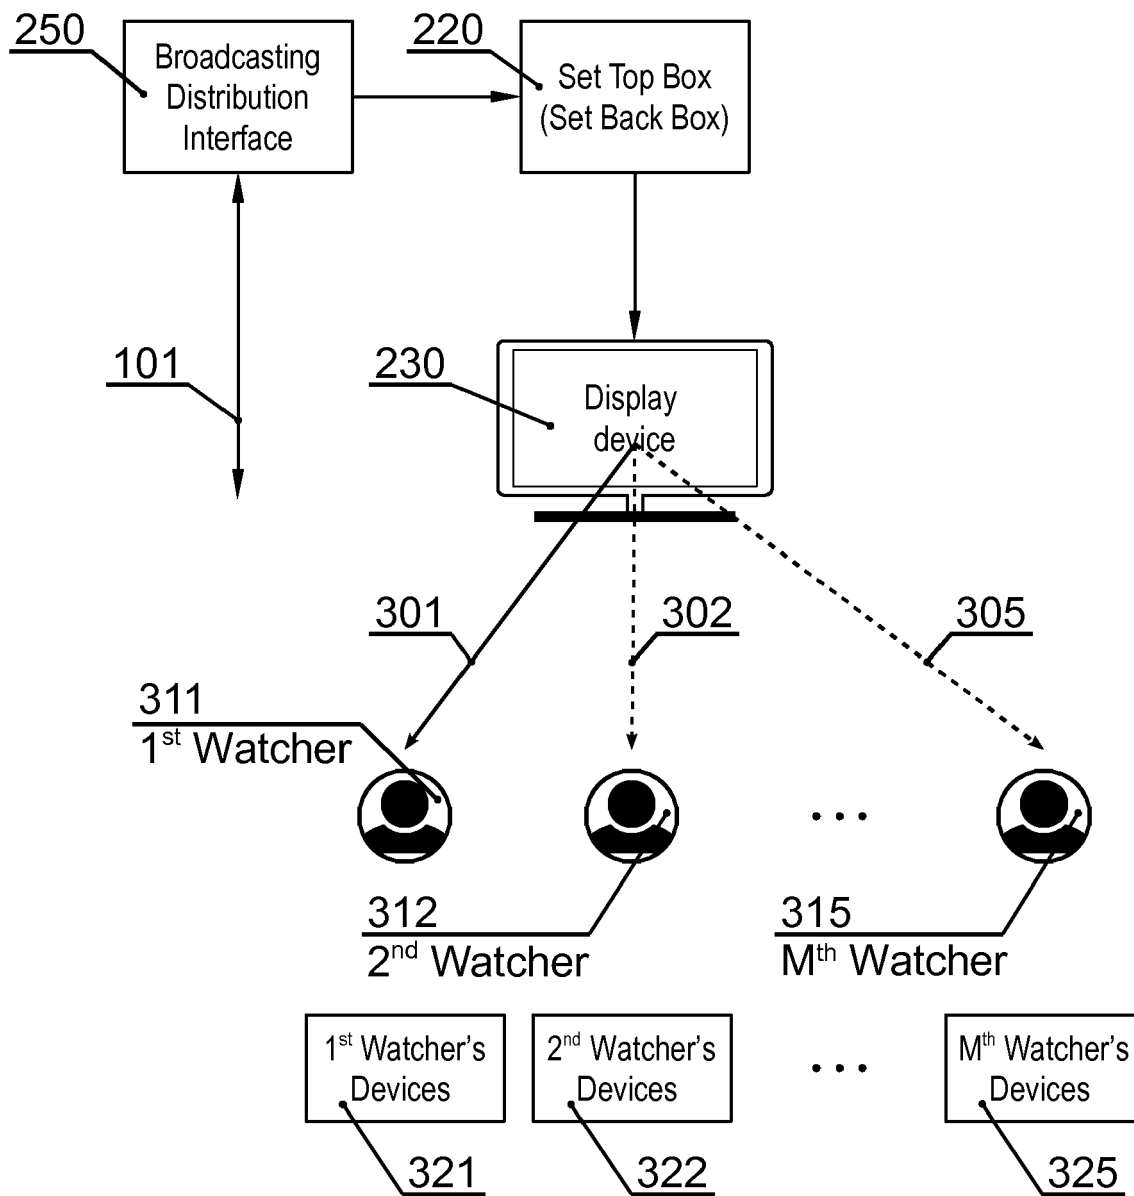 250
Broadcasting
Distribution
Interface
220
Set Top Box
(Set Back Box)
101
230
Display
device
301
302
305
311
1st Watcher
312
2nd Watcher
...
315
Mth Watcher
1st Watcher's
Devices
2nd Watcher's
Devices
...
Mth Watcher's
Devices
321
322
325